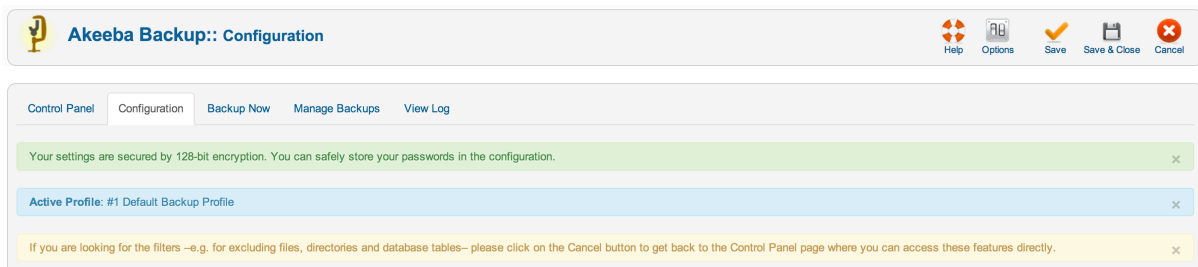 Akeeba Backup:: Configuration
Help Options Save Save & Close Cancel
Control Panel Configuration Backup Now Manage Backups View Log
Your settings are secured by 128-bit encryption. You can safely store your passwords in the configuration. ×
Active Profile: #1 Default Backup Profile ×
If you are looking for the filters –e.g. for excluding files, directories and database tables– please click on the Cancel button to get back to the Control Panel page where you can access these features directly. ×